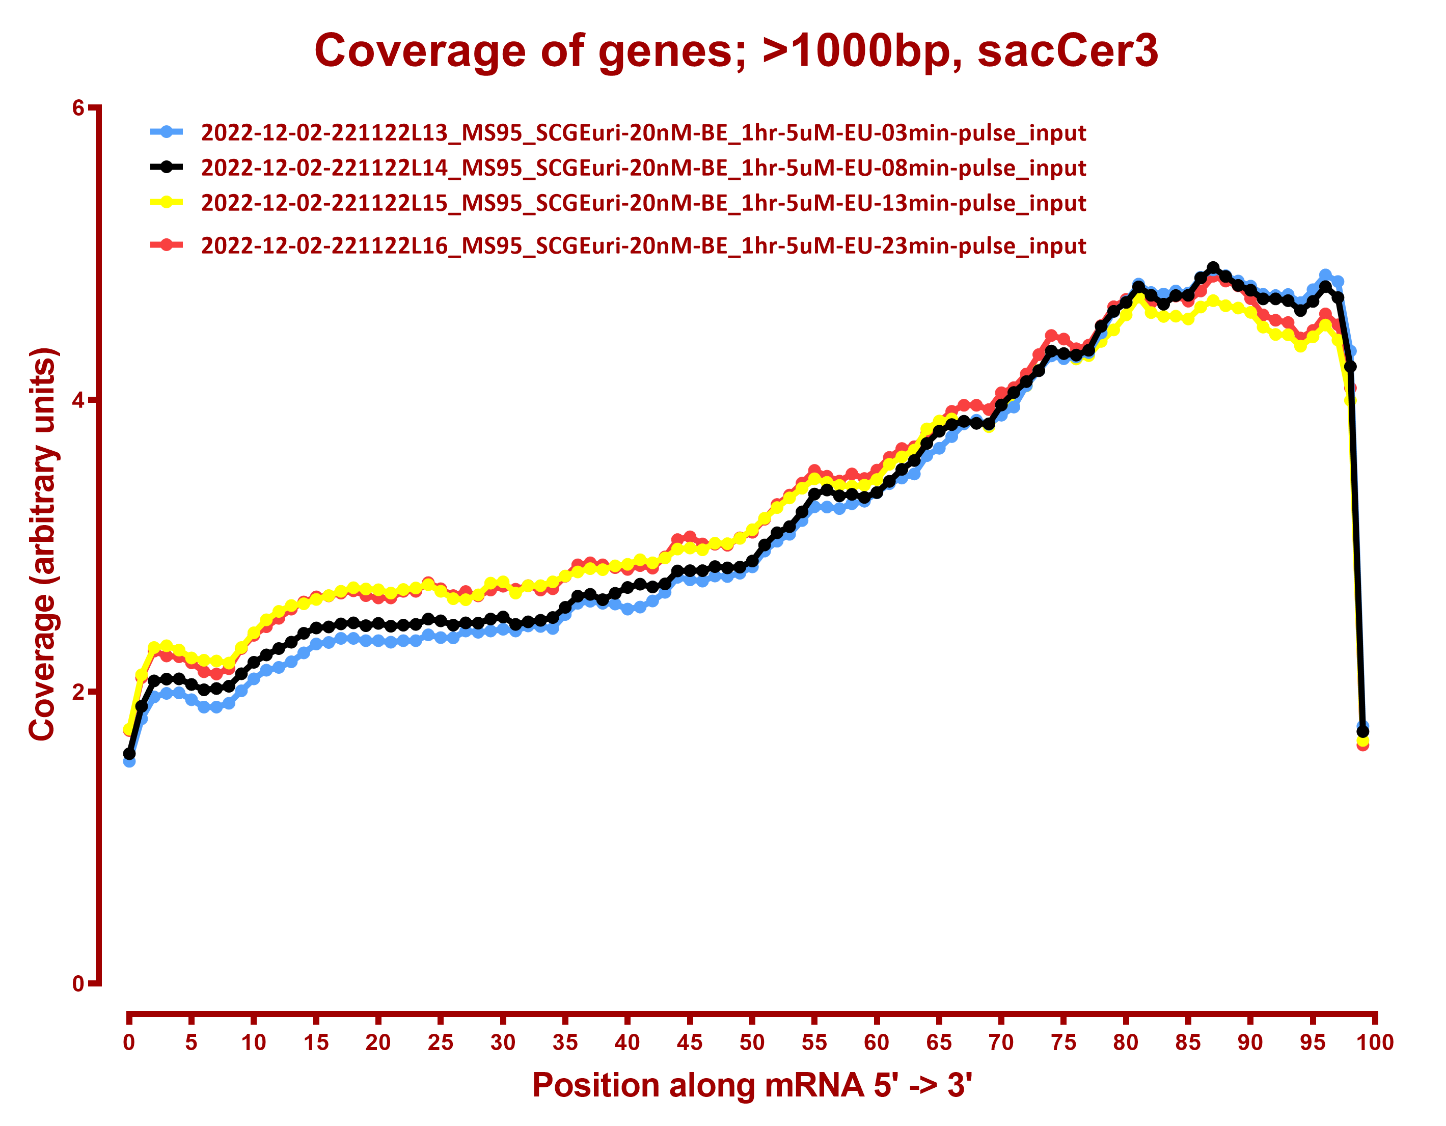 Coverage of genes; >1000bp, sacCer3
6
2022-12-02-221122L13_MS95_SCGEuri-20nM-BE_1hr-5uM-EU-03min-pulse_input
2022-12-02-221122L14_MS95_SCGEuri-20nM-BE_1hr-5uM-EU-08min-pulse_input
2022-12-02-221122L15_MS95_SCGEuri-20nM-BE_1hr-5uM-EU-13min-pulse_input
2022-12-02-221122L16_MS95_SCGEuri-20nM-BE_1hr-5uM-EU-23min-pulse_input
4
Coverage (arbitrary units)
2
0
0 5 10 15 20 25 30 35 40 45 50 55 60 65 70 75 80 85 90 95 100
Position along mRNA 5' -> 3'